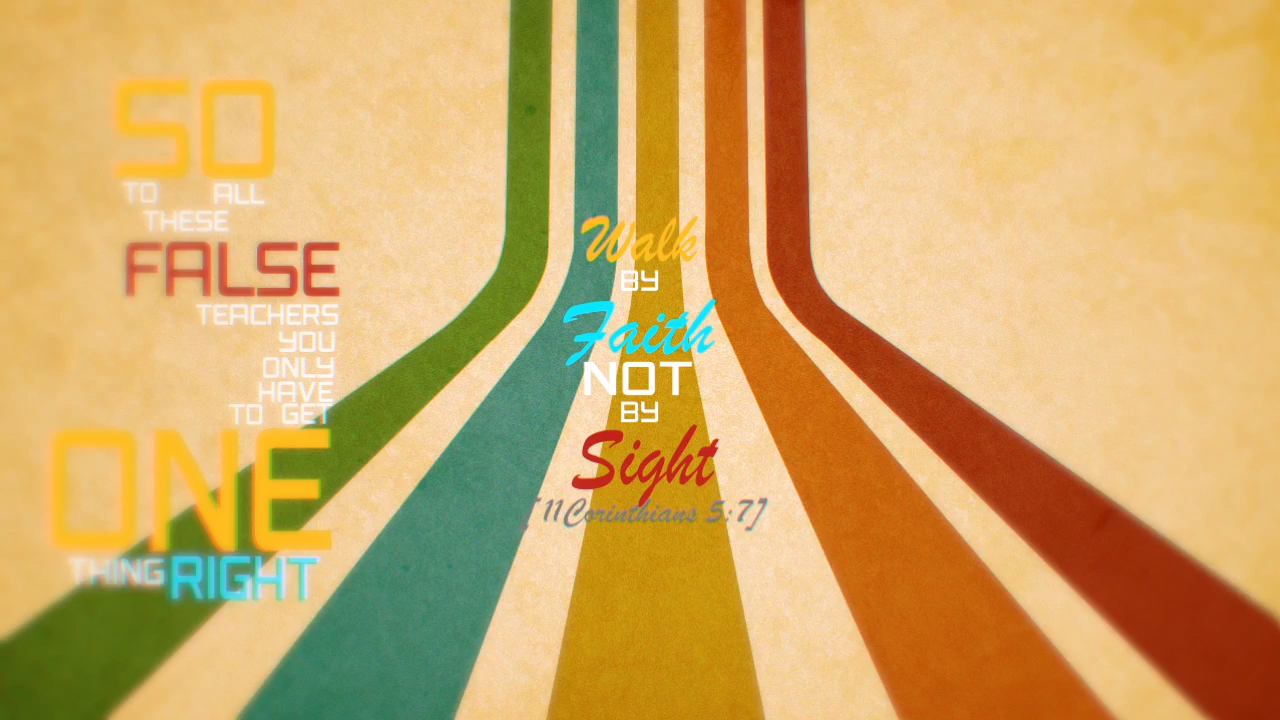 SO
TO ALL
THESE
FALSE
TEACHERS
YOU
ONLY
HAVE
TO GET
ONE
THING RIGHT
Walk
BY
Faith
NOT
BY
Sight
[11Corinthians 5:7]